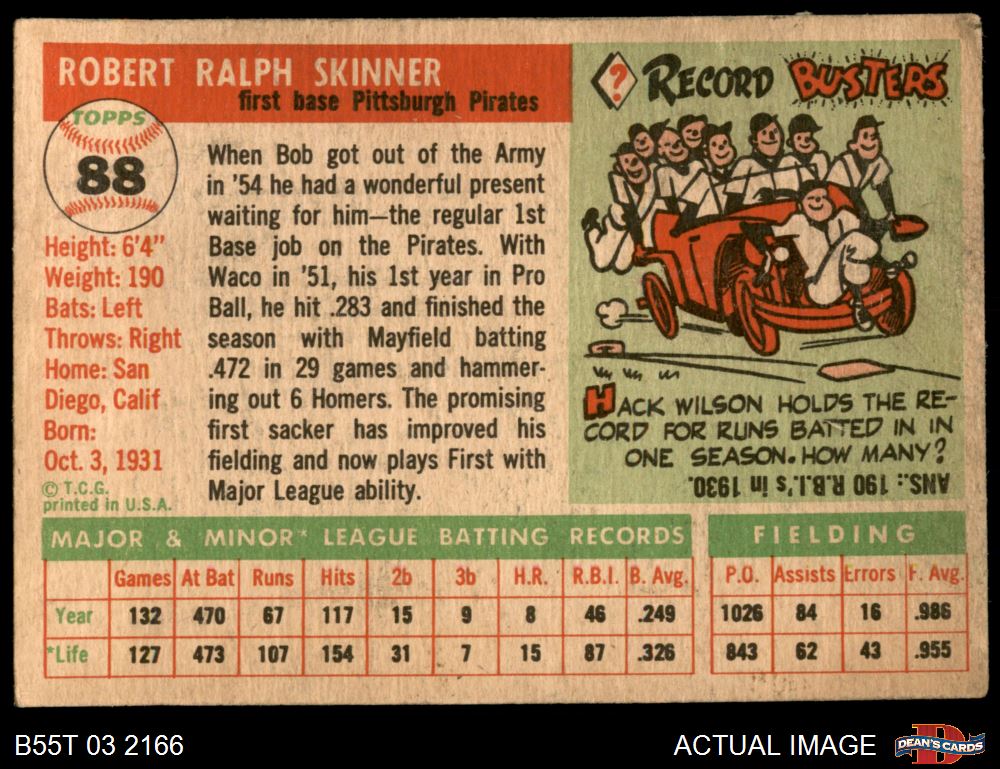 ROBERT RALPH SKINNER
first base Pittsburgh Pirates
TOPPS
88
Height: 6'4"
Weight: 190
Bats: Left
Throws: Right
Home: San
Diego, Calif
Born:
Oct. 3, 1931
© T.C.G.
printed in U.S.A.
When Bob got out of the Army
in '54 he had a wonderful present
waiting for him—the regular 1st
Base job on the Pirates. With
Waco in '51, his 1st year in Pro
Ball, he hit .283 and finished the
season with Mayfield batting
.472 in 29 games and hammer-
ing out 6 Homers. The promising
first sacker has improved his
fielding and now plays First with
Major League ability.
? RECORD BUSTERS
HACK WILSON HOLDS THE RE-
CORD FOR RUNS BATTED IN IN
ONE SEASON. HOW MANY?
ANS.: 190 R.B.I.'s in 1930.
MAJOR & MINOR* LEAGUE BATTING RECORDS
Games At Bat Runs Hits 2b 3b H.R. R.B.I. B. Avg.
Year 132 470 67 117 15 9 8 46 .249
*Life 127 473 107 154 31 7 15 87 .326
FIELDING
P.O. Assists Errors F. Avg.
1026 84 16 .986
843 62 43 .955
B55T 03 2166
ACTUAL IMAGE
D
DEAN'S CARDS